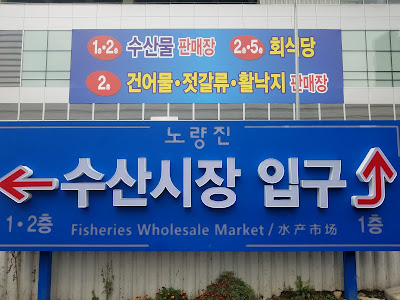 1층·2층 수산물 판매장 2층·5층 회식당
2층 건어물·젓갈류·활낙지 판매장
노량진
수산시장 입구
1·2층 Fisheries Wholesale Market / 水产市场 1층